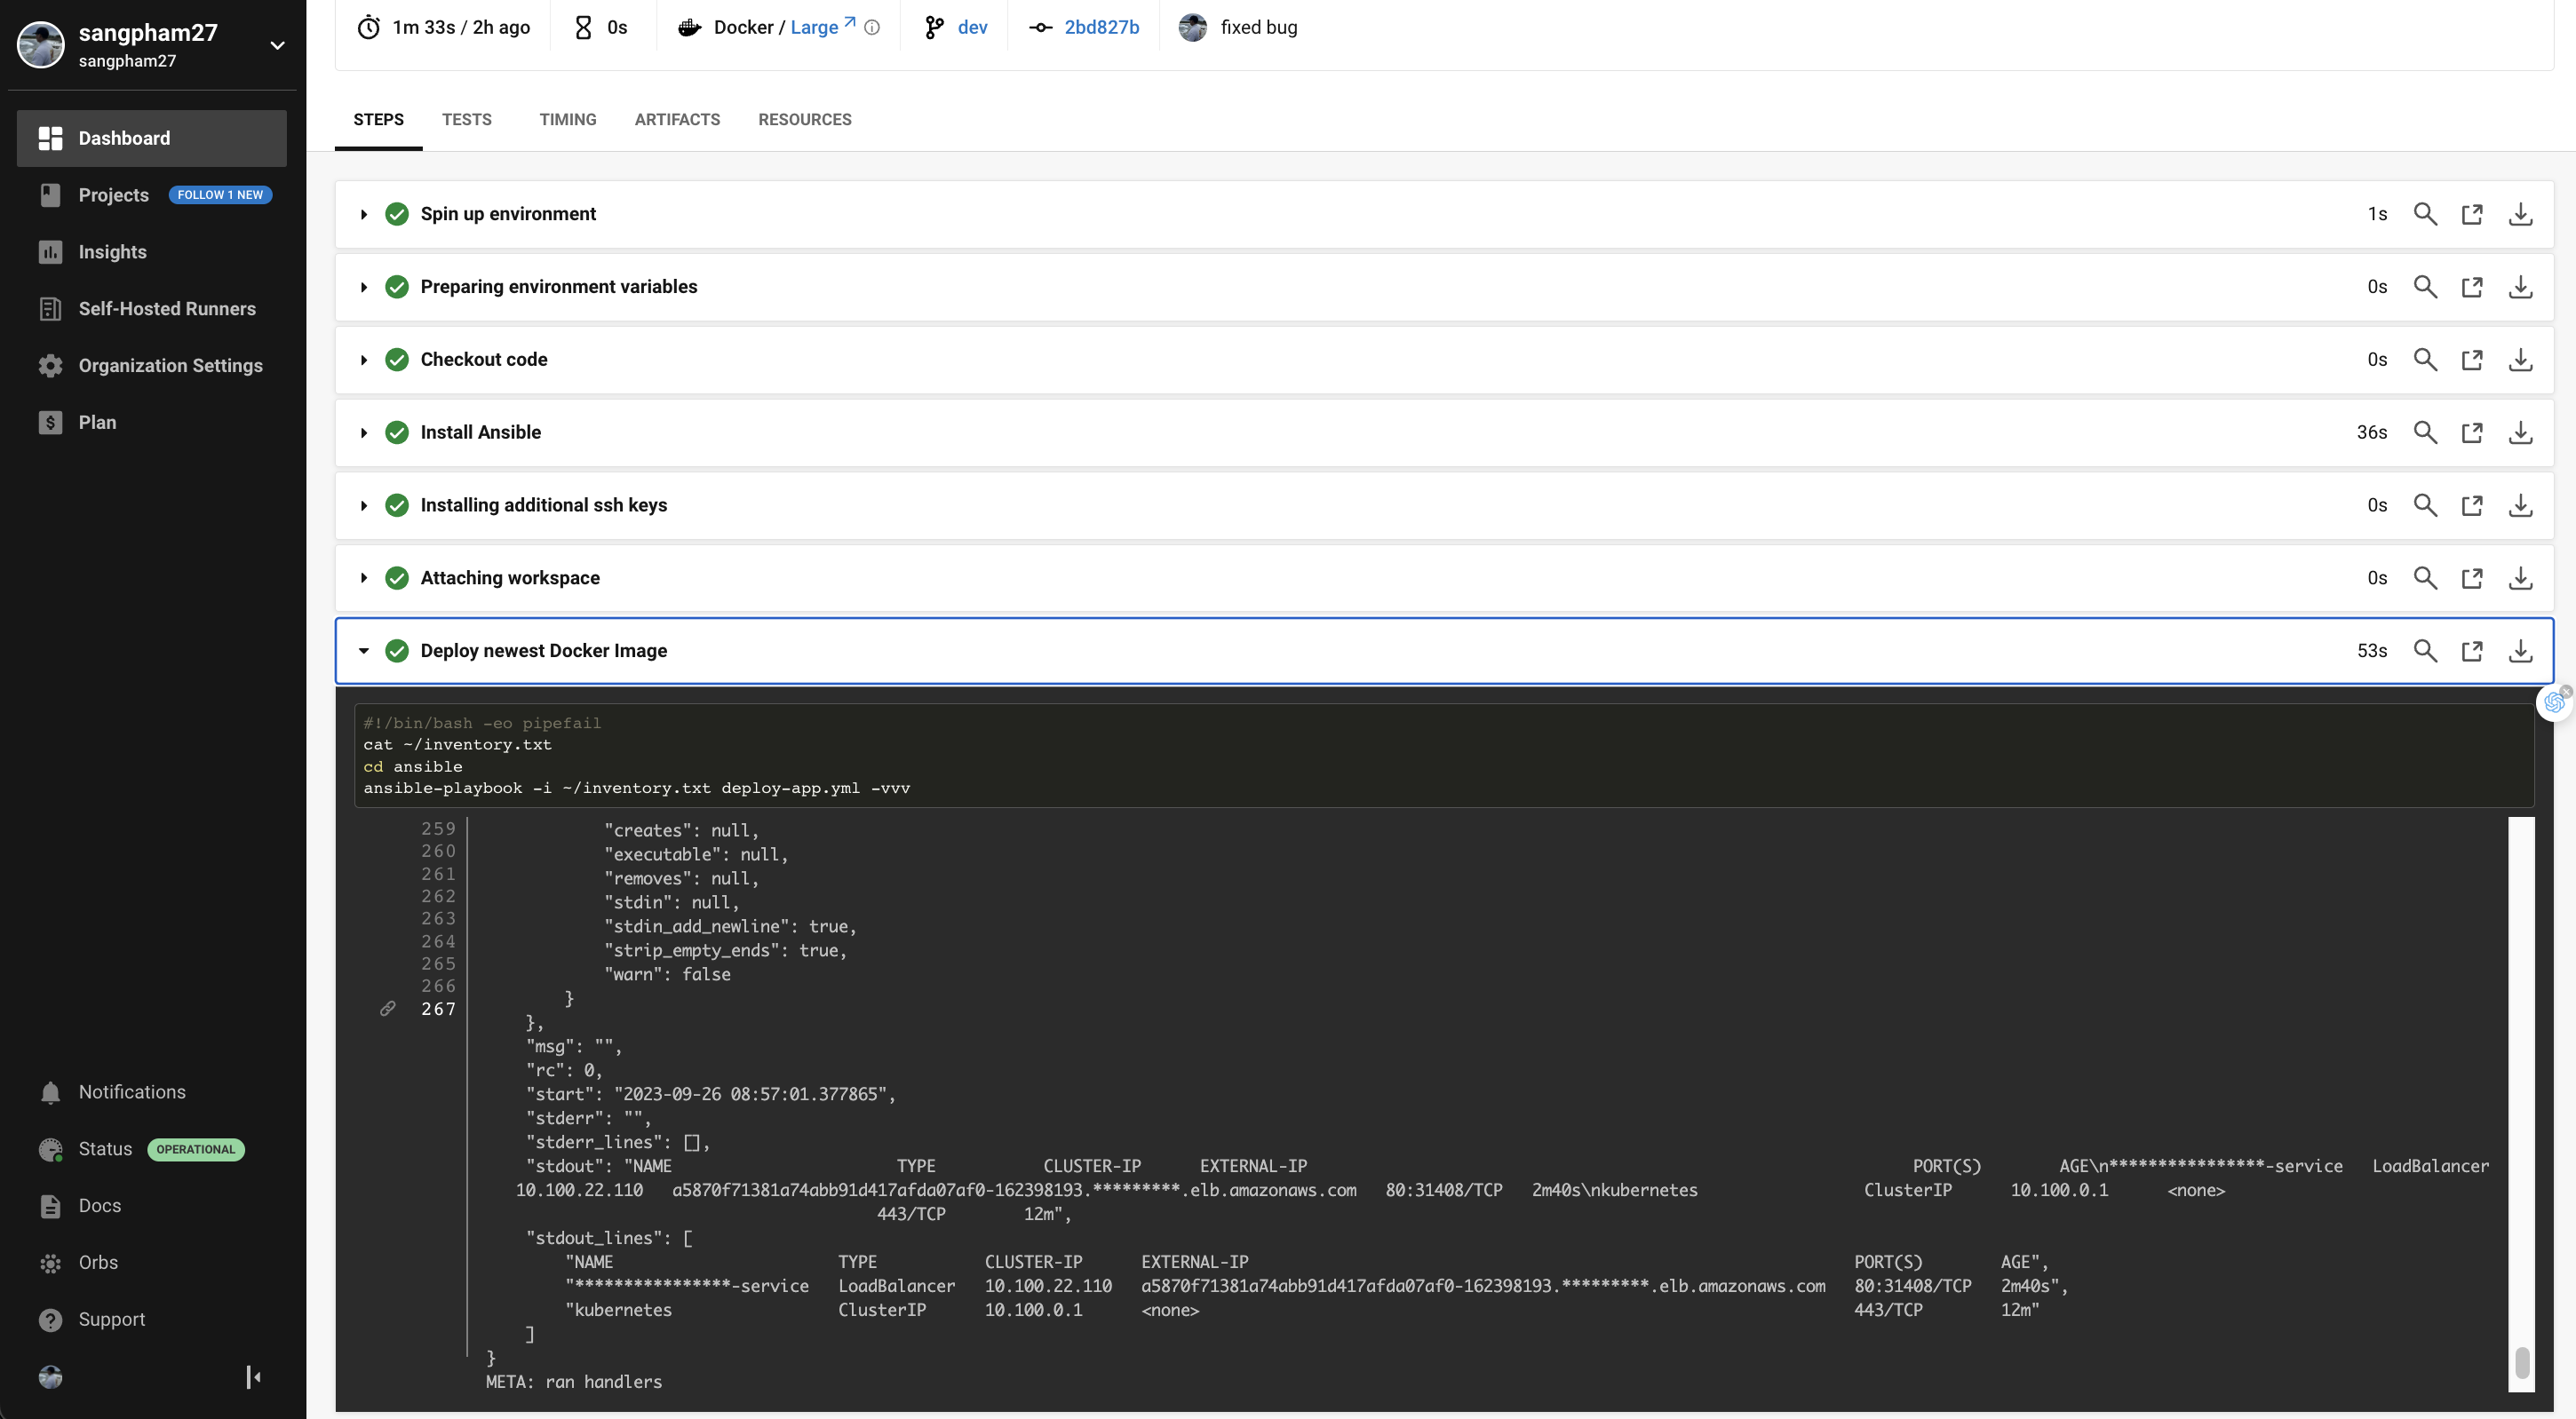 sangpham27
sangpham27
Dashboard
Projects FOLLOW 1 NEW
Insights
Self-Hosted Runners
Organization Settings
Plan
Notifications
Status OPERATIONAL
Docs
Orbs
Support
1m 33s / 2h ago 0s Docker / Large dev 2bd827b fixed bug
STEPS TESTS TIMING ARTIFACTS RESOURCES
Spin up environment 1s
Preparing environment variables 0s
Checkout code 0s
Install Ansible 36s
Installing additional ssh keys 0s
Attaching workspace 0s
Deploy newest Docker Image 53s
#!/bin/bash -eo pipefail
cat ~/inventory.txt
cd ansible
ansible-playbook -i ~/inventory.txt deploy-app.yml -vvv
259 "creates": null,
260 "executable": null,
261 "removes": null,
262 "stdin": null,
263 "stdin_add_newline": true,
264 "strip_empty_ends": true,
265 "warn": false
266 }
267 },
"msg": "",
"rc": 0,
"start": "2023-09-26 08:57:01.377865",
"stderr": "",
"stderr_lines": [],
"stdout": "NAME TYPE CLUSTER-IP EXTERNAL-IP PORT(S) AGE\n****************-service LoadBalancer
10.100.22.110 a5870f71381a74abb91d417afda07af0-162398193.*********.elb.amazonaws.com 80:31408/TCP 2m40s\nkubernetes ClusterIP 10.100.0.1 <none>
443/TCP 12m",
"stdout_lines": [
"NAME TYPE CLUSTER-IP EXTERNAL-IP PORT(S) AGE",
"****************-service LoadBalancer 10.100.22.110 a5870f71381a74abb91d417afda07af0-162398193.*********.elb.amazonaws.com 80:31408/TCP 2m40s",
"kubernetes ClusterIP 10.100.0.1 <none> 443/TCP 12m"
]
}
META: ran handlers